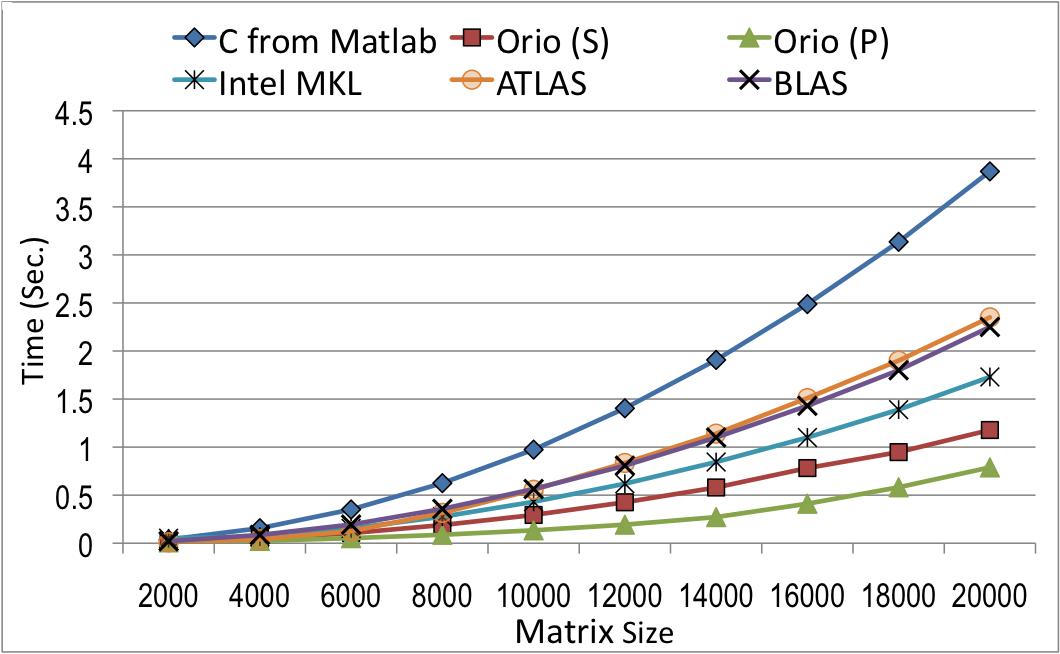 C from Matlab Orio (S) Orio (P)
Intel MKL ATLAS BLAS
4.5
4
3.5
3
2.5
2
1.5
1
0.5
0
Time (Sec.)
2000 4000 6000 8000 10000 12000 14000 16000 18000 20000
Matrix Size